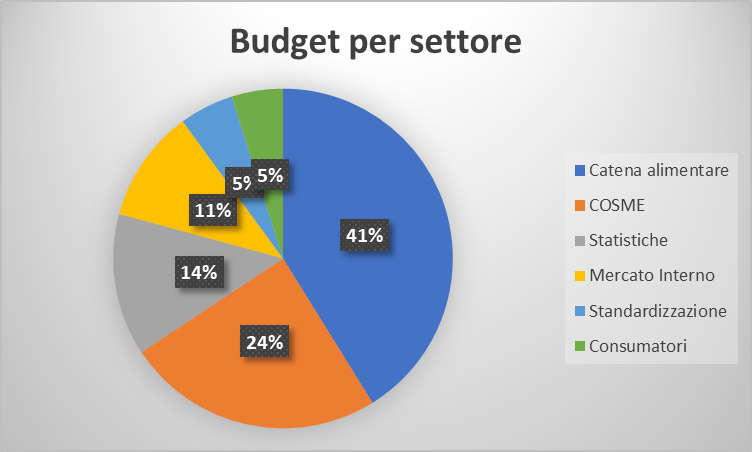 Budget per settore
41%
24%
14%
11%
5%
5%
Catena alimentare
COSME
Statistiche
Mercato Interno
Standardizzazione
Consumatori